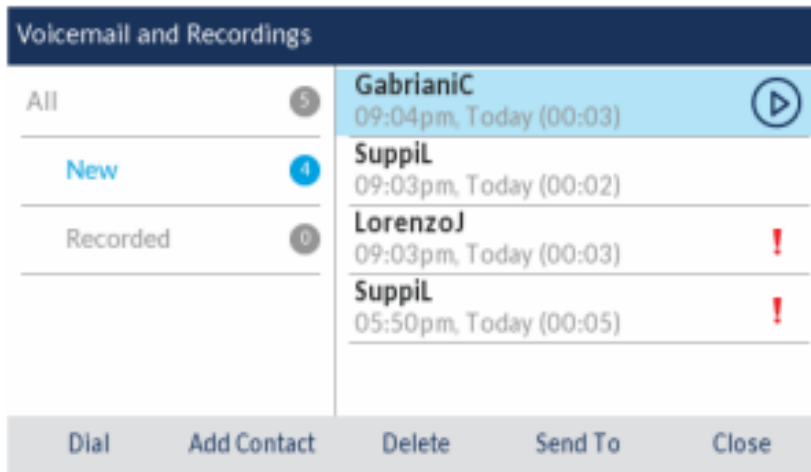 Voicemail and Recordings
All 5
New 4
Recorded 0
GabrianiC
09:04pm, Today (00:03)
SuppiL
09:03pm, Today (00:02)
LorenzoJ
09:03pm, Today (00:03)
!
SuppiL
05:50pm, Today (00:05)
!
Dial Add Contact Delete Send To Close